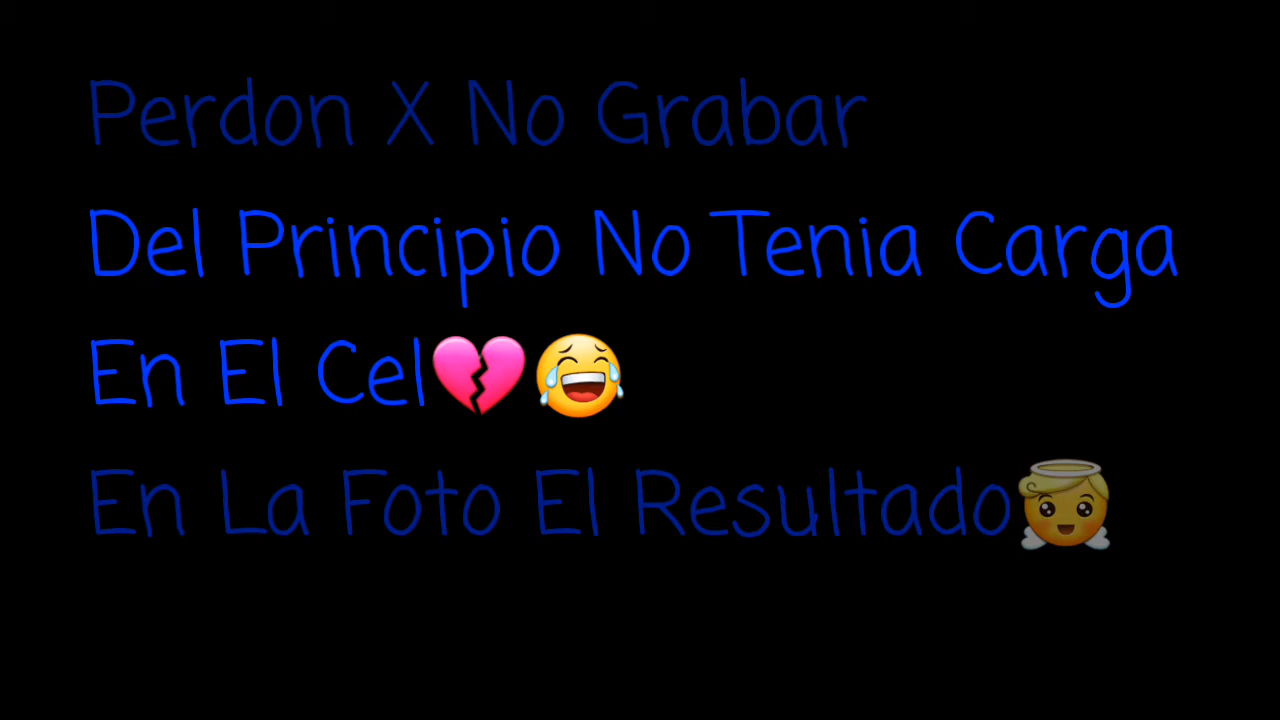 Perdon X No Grabar
Del Principio No Tenia Carga
En El Cel💔😂
En La Foto El Resultado😇